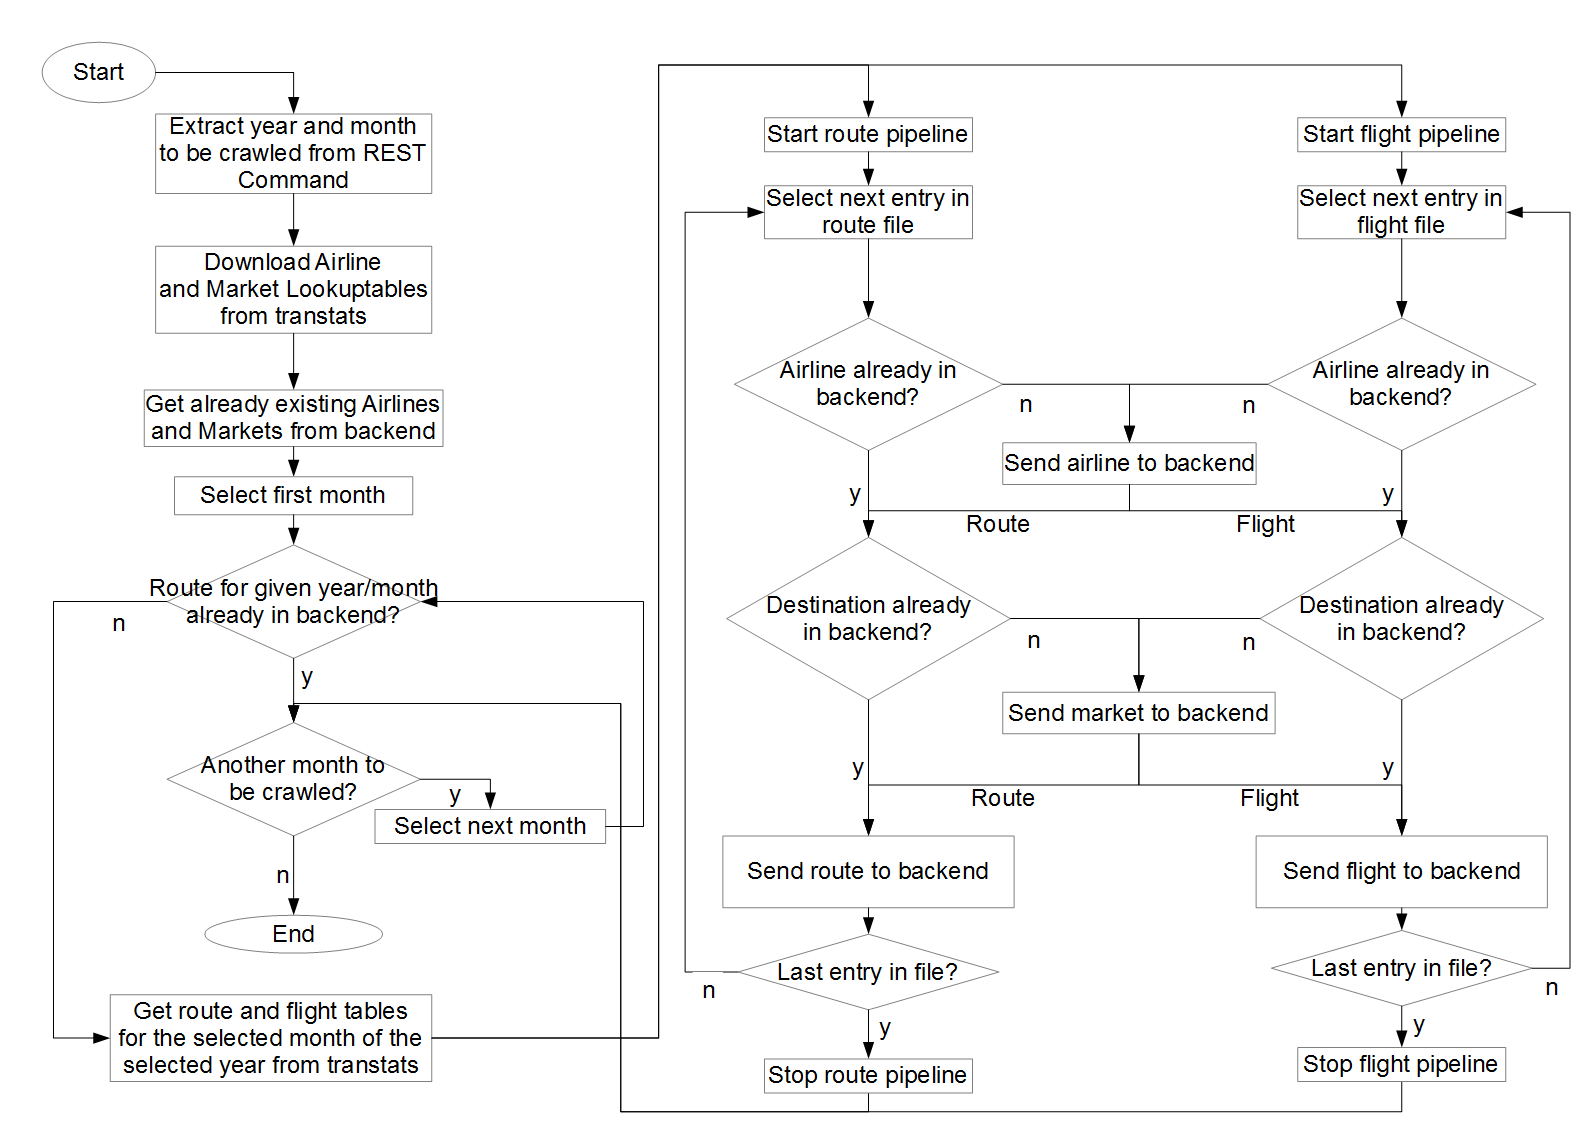 Start
Extract year and month
to be crawled from REST
Command
Download Airline
and Market Lookuptables
from transtats
Get already existing Airlines
and Markets from backend
Select first month
Route for given year/month
already in backend?
n
y
Another month to
be crawled?
y
Select next month
n
End
Get route and flight tables
for the selected month of the
selected year from transtats
Start route pipeline
Select next entry in
route file
Airline already in
backend?
n
y
Send airline to backend
Route
Flight
Destination already
in backend?
n
y
Send market to backend
Route
Flight
Send route to backend
Last entry in file?
n
y
Stop route pipeline
Start flight pipeline
Select next entry in
flight file
Airline already in
backend?
n
y
Destination already
in backend?
n
y
Send flight to backend
Last entry in file?
n
y
Stop flight pipeline